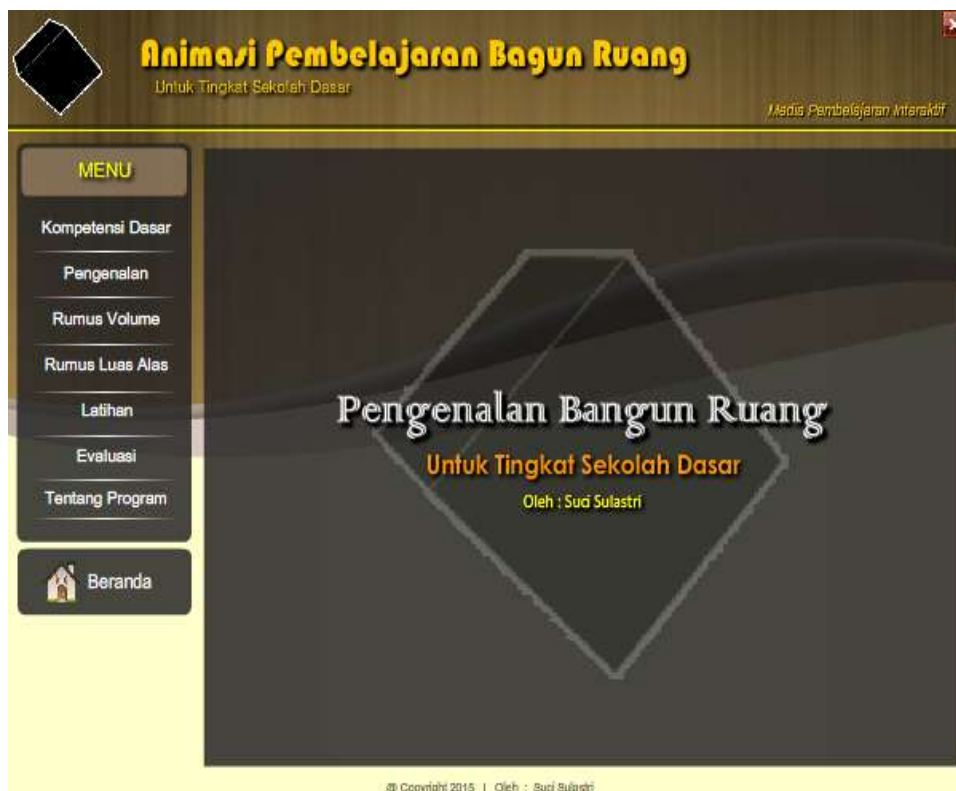 Animasi Pembelajaran Bagun Ruang
Untuk Tingkat Sekolah Dasar
Media Pembelajaran Interaktif
MENU
Kompetensi Dasar
Pengenalan
Rumus Volume
Rumus Luas Alas
Latihan
Evaluasi
Tentang Program
Beranda
Pengenalan Bangun Ruang
Untuk Tingkat Sekolah Dasar
Oleh : Suci Sulastri
@ Copyright 2015 | Oleh : Suci Sulastri